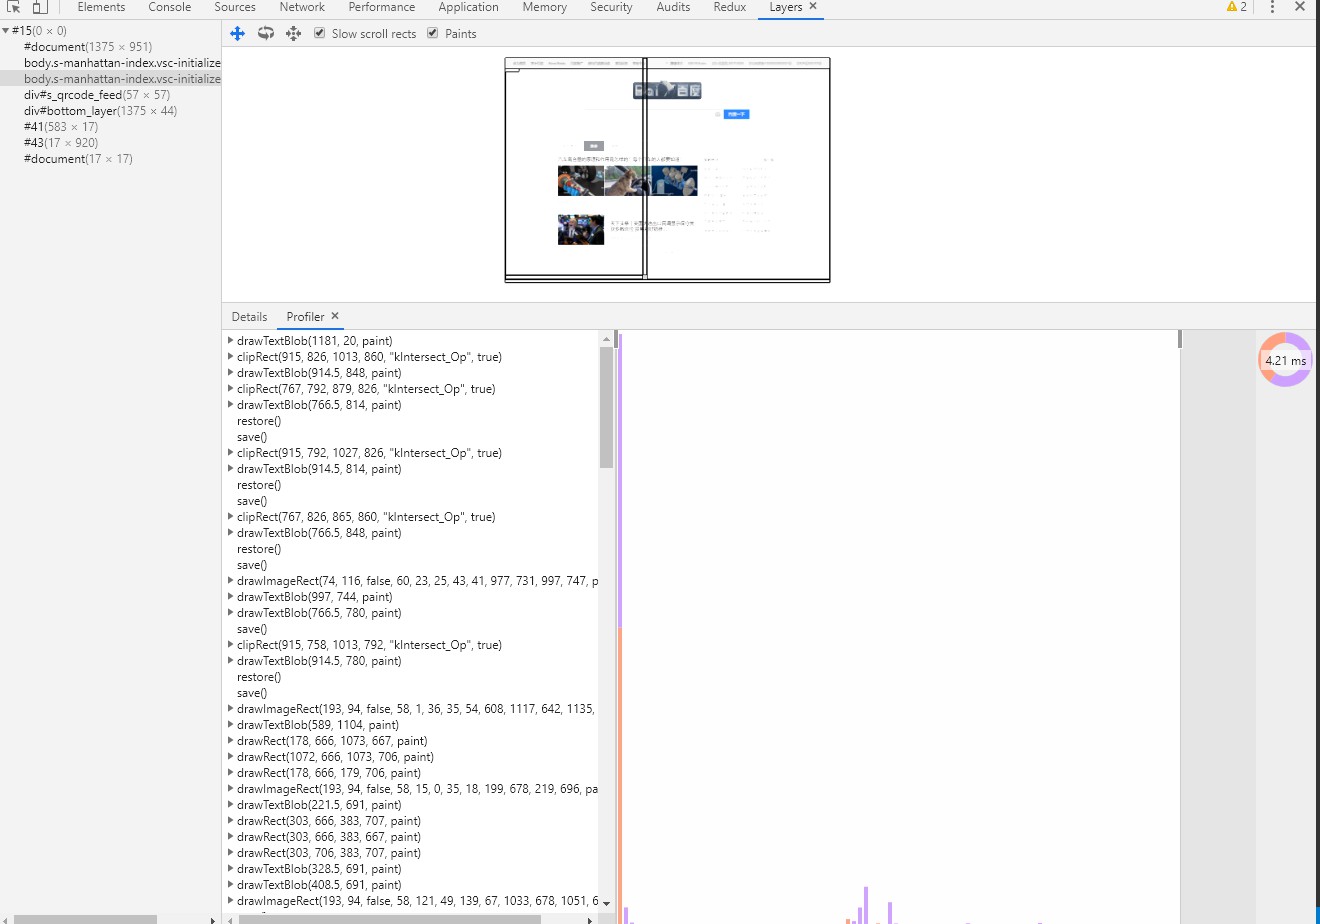 Elements Console Sources Network Performance Application Memory Security Audits Redux Layers ✕ 2
#15(0 × 0)
#document(1375 × 951)
body.s-manhattan-index.vsc-initialize
body.s-manhattan-index.vsc-initialize
div#s_qrcode_feed(57 × 57)
div#bottom_layer(1375 × 44)
#41(583 × 17)
#43(17 × 920)
#document(17 × 17)
Slow scroll rects Paints
Bai 百度
百度一下
Details Profiler ✕
4.21 ms
drawTextBlob(1181, 20, paint)
clipRect(915, 826, 1013, 860, "kIntersect_Op", true)
drawTextBlob(914.5, 848, paint)
clipRect(767, 792, 879, 826, "kIntersect_Op", true)
drawTextBlob(766.5, 814, paint)
restore()
save()
clipRect(915, 792, 1027, 826, "kIntersect_Op", true)
drawTextBlob(914.5, 814, paint)
restore()
save()
clipRect(767, 826, 865, 860, "kIntersect_Op", true)
drawTextBlob(766.5, 848, paint)
restore()
save()
drawImageRect(74, 116, false, 60, 23, 25, 43, 41, 977, 731, 997, 747, p
drawTextBlob(997, 744, paint)
drawTextBlob(766.5, 780, paint)
save()
clipRect(915, 758, 1013, 792, "kIntersect_Op", true)
drawTextBlob(914.5, 780, paint)
restore()
save()
drawImageRect(193, 94, false, 58, 1, 36, 35, 54, 608, 1117, 642, 1135,
drawTextBlob(589, 1104, paint)
drawRect(178, 666, 1073, 667, paint)
drawRect(1072, 666, 1073, 706, paint)
drawRect(178, 666, 179, 706, paint)
drawImageRect(193, 94, false, 58, 15, 0, 35, 18, 199, 678, 219, 696, pa
drawTextBlob(221.5, 691, paint)
drawRect(303, 666, 383, 707, paint)
drawRect(303, 666, 383, 667, paint)
drawRect(303, 706, 383, 707, paint)
drawTextBlob(328.5, 691, paint)
drawTextBlob(408.5, 691, paint)
drawImageRect(193, 94, false, 58, 121, 49, 139, 67, 1033, 678, 1051, 6